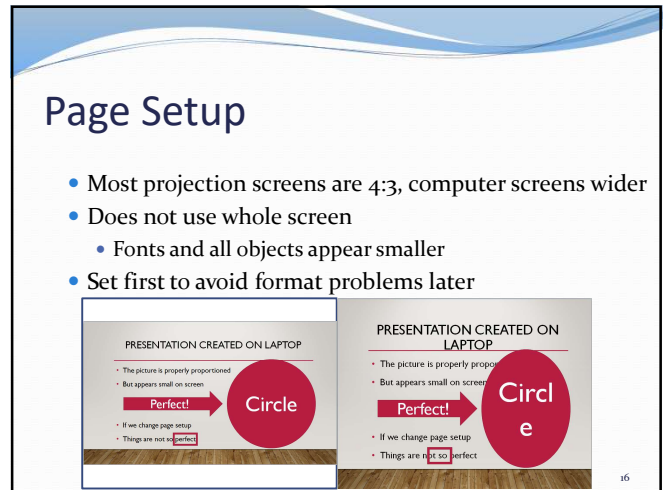 Page Setup
• Most projection screens are 4:3, computer screens wider
• Does not use whole screen
• Fonts and all objects appear smaller
• Set first to avoid format problems later
PRESENTATION CREATED ON LAPTOP
• The picture is properly proportioned
• But appears small on screen
Perfect!
Circle
• If we change page setup
• Things are not so perfect
PRESENTATION CREATED ON
LAPTOP
• The picture is properly propor
• But appears small on screen
Perfect!
Circl
e
• If we change page setup
• Things are not so perfect
16